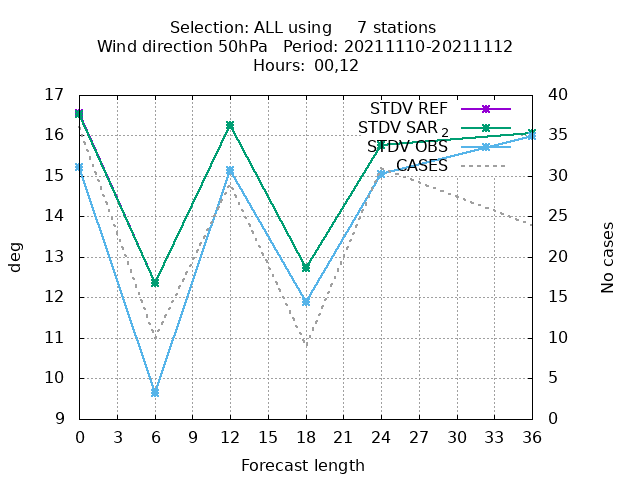 Selection: ALL using     7 stations
Wind direction 50hPa   Period: 20211110-20211112
Hours:  00,12
17
16
15
14
13
12
11
10
9
deg
40
35
30
25
20
15
10
5
0
No cases
STDV REF
STDV SAR 2
STDV OBS
CASES
0 3 6 9 12 15 18 21 24 27 30 33 36
Forecast length